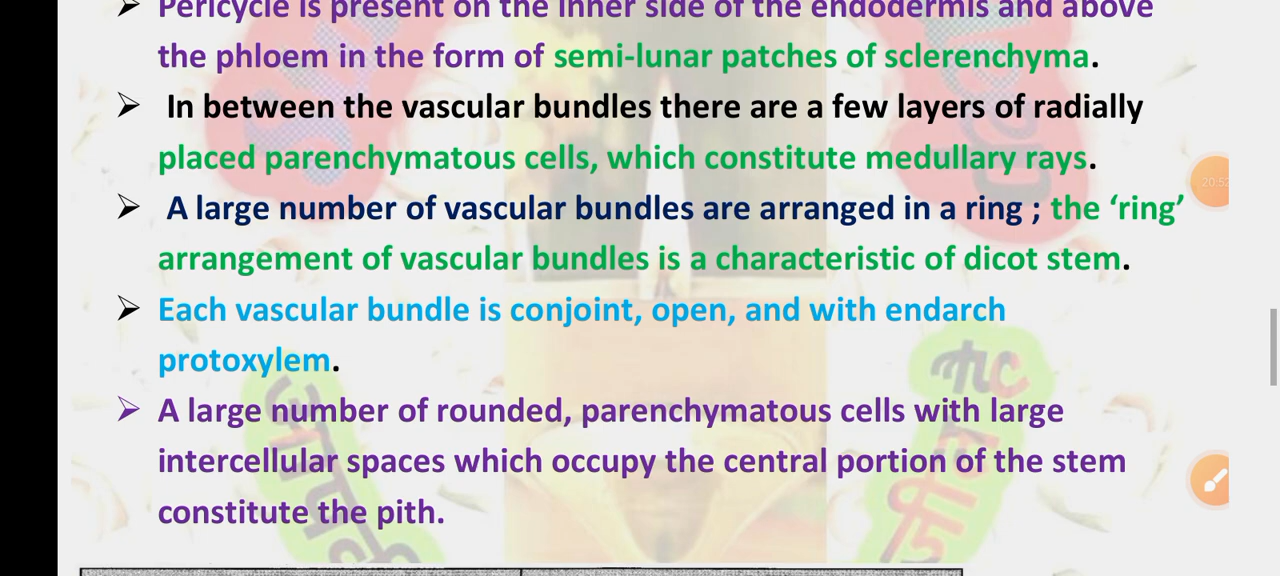 Pericycle is present on the inner side of the endodermis and above
the phloem in the form of semi-lunar patches of sclerenchyma.
In between the vascular bundles there are a few layers of radially
placed parenchymatous cells, which constitute medullary rays.
A large number of vascular bundles are arranged in a ring ; the ‘ring’
20:52
arrangement of vascular bundles is a characteristic of dicot stem.
Each vascular bundle is conjoint, open, and with endarch
protoxylem.
A large number of rounded, parenchymatous cells with large
intercellular spaces which occupy the central portion of the stem
constitute the pith.